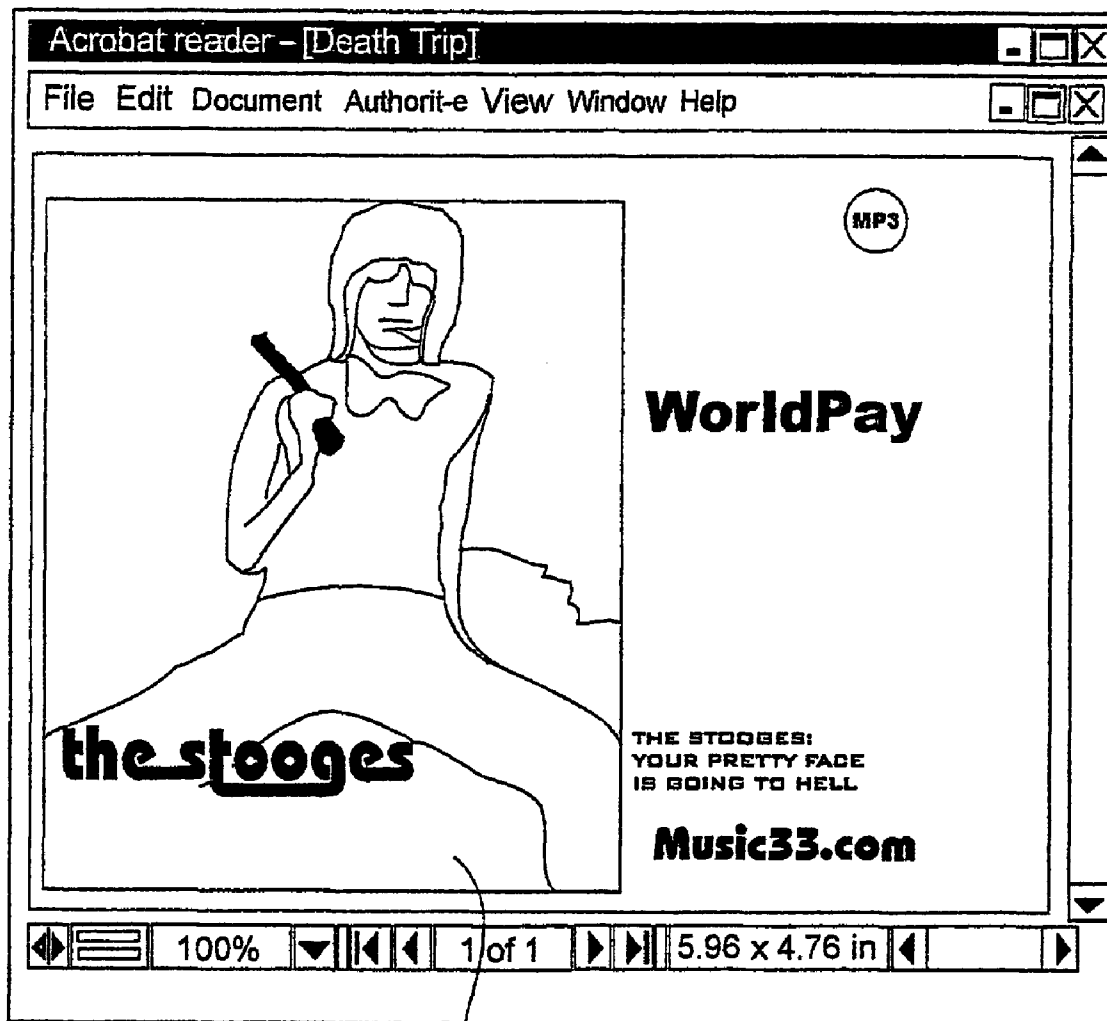 Acrobat reader – [Death Trip]
File Edit Document Authorit-e View Window Help
MP3
WorldPay
the stooges
THE STOOGES:
YOUR PRETTY FACE
IS GOING TO HELL
Music33.com
100% 1 of 1 5.96 x 4.76 in